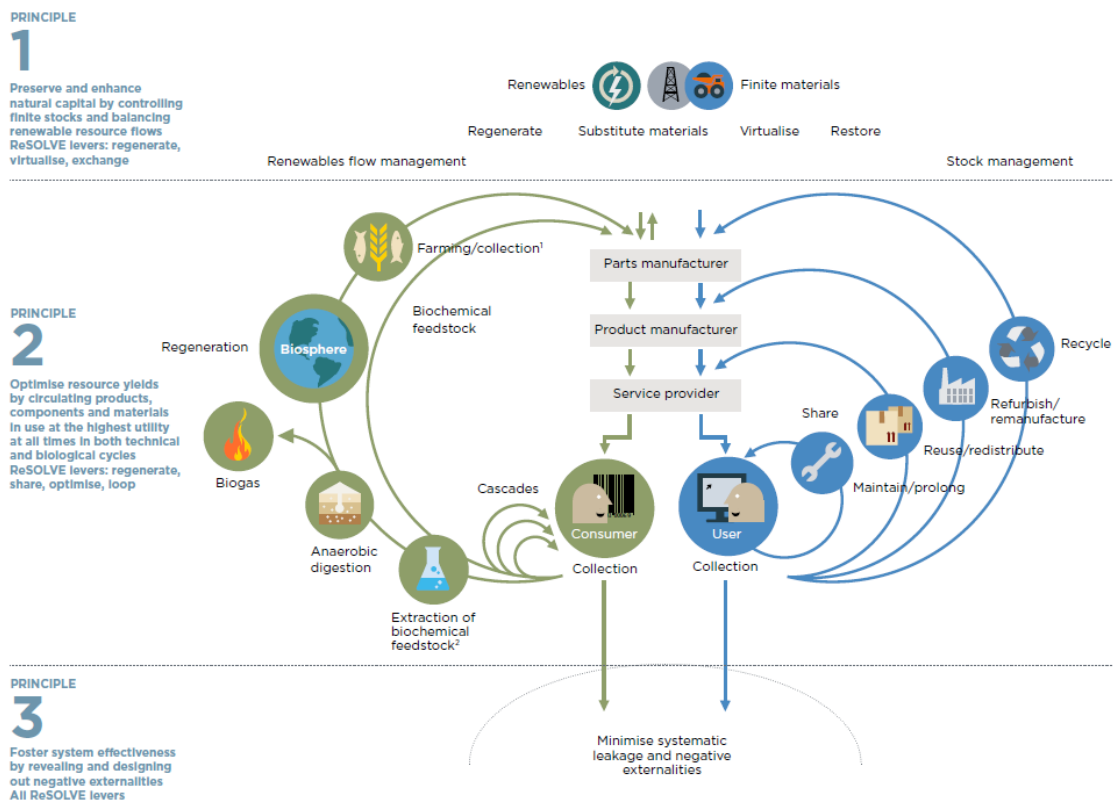 PRINCIPLE
1
Preserve and enhance
natural capital by controlling
finite stocks and balancing
renewable resource flows
ReSOLVE levers: regenerate,
virtualise, exchange
Renewables
Finite materials
Regenerate
Substitute materials
Virtualise
Restore
Renewables flow management
Stock management
PRINCIPLE
2
Optimise resource yields
by circulating products,
components and materials
in use at the highest utility
at all times in both technical
and biological cycles
ReSOLVE levers: regenerate,
share, optimise, loop
Farming/collection¹
Biochemical
feedstock
Regeneration
Biosphere
Biogas
Anaerobic
digestion
Extraction of
biochemical
feedstock²
Cascades
Parts manufacturer
Product manufacturer
Service provider
Consumer
Collection
User
Collection
Share
Maintain/prolong
Reuse/redistribute
Refurbish/
remanufacture
Recycle
PRINCIPLE
3
Foster system effectiveness
by revealing and designing
out negative externalities
All ReSOLVE levers
Minimise systematic
leakage and negative
externalities